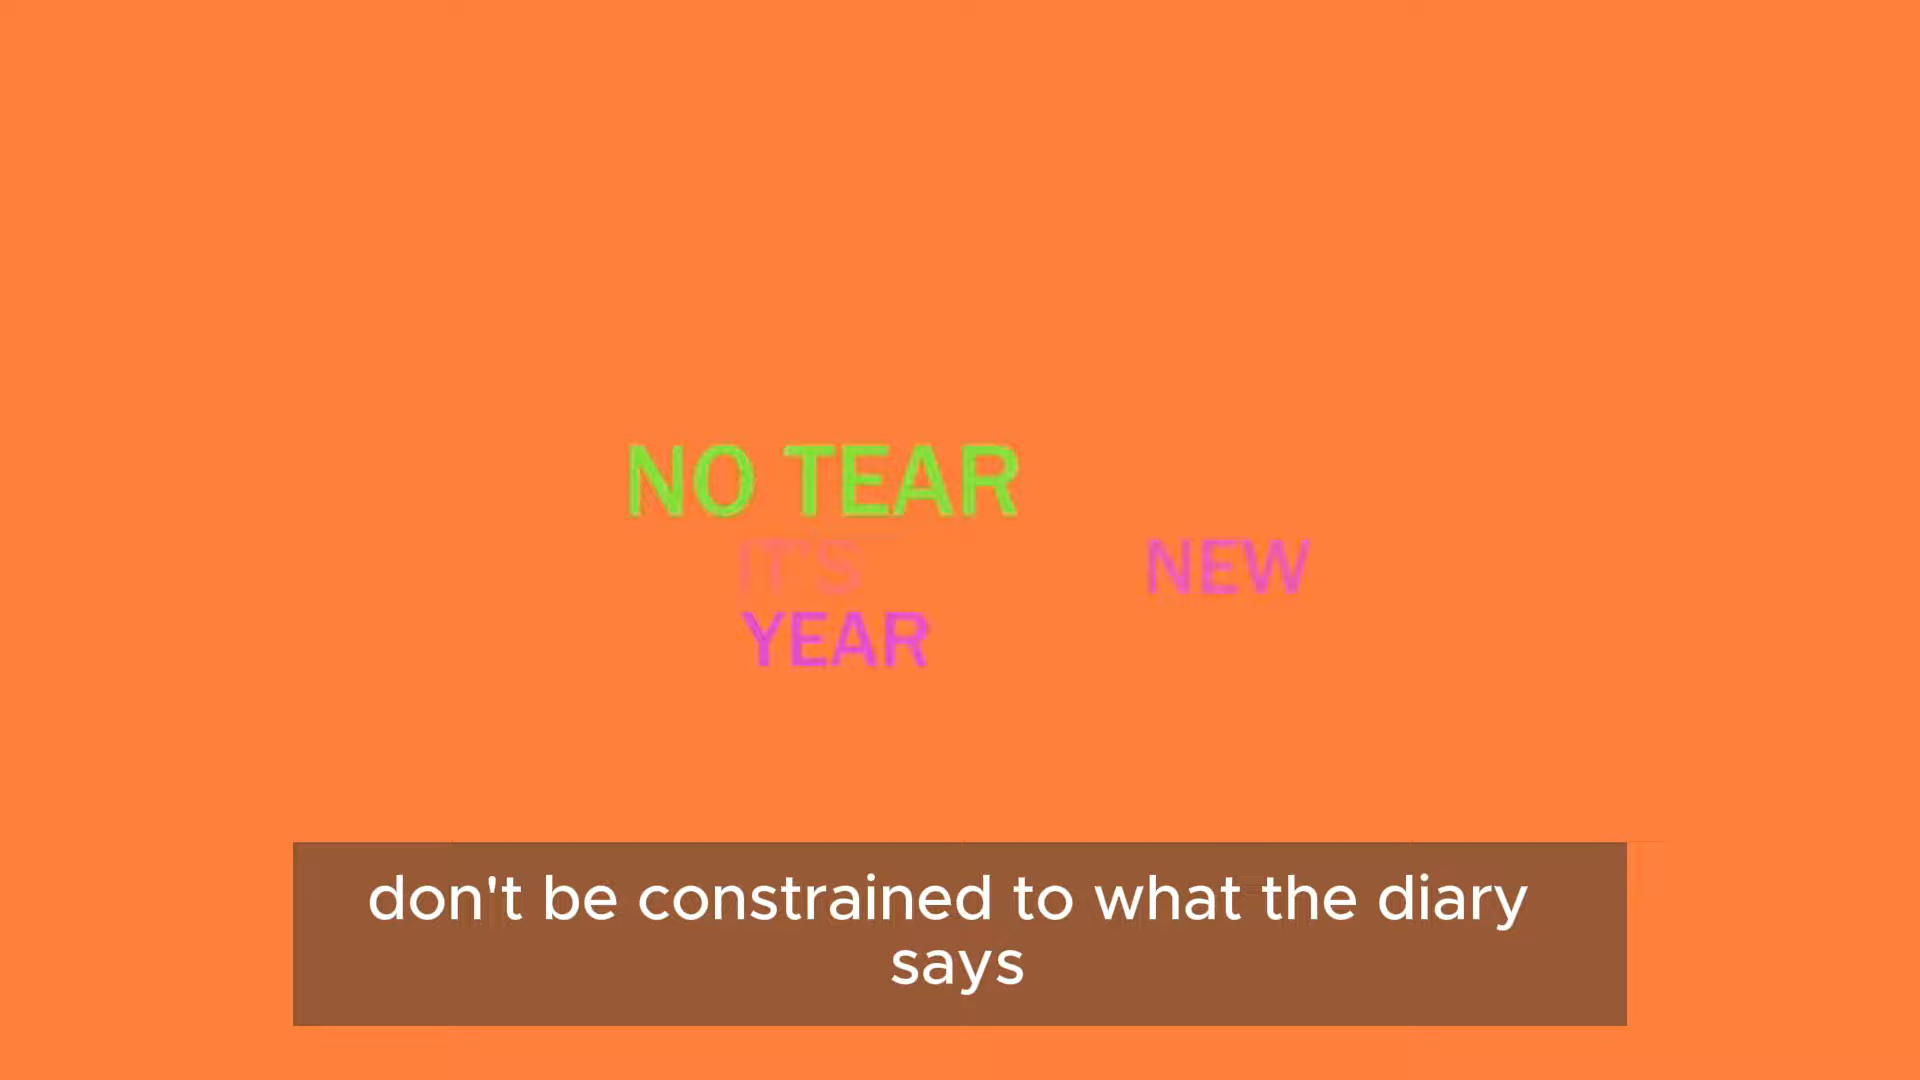 NO TEAR
IT'S NEW
YEAR
don't be constrained to what the diary
says